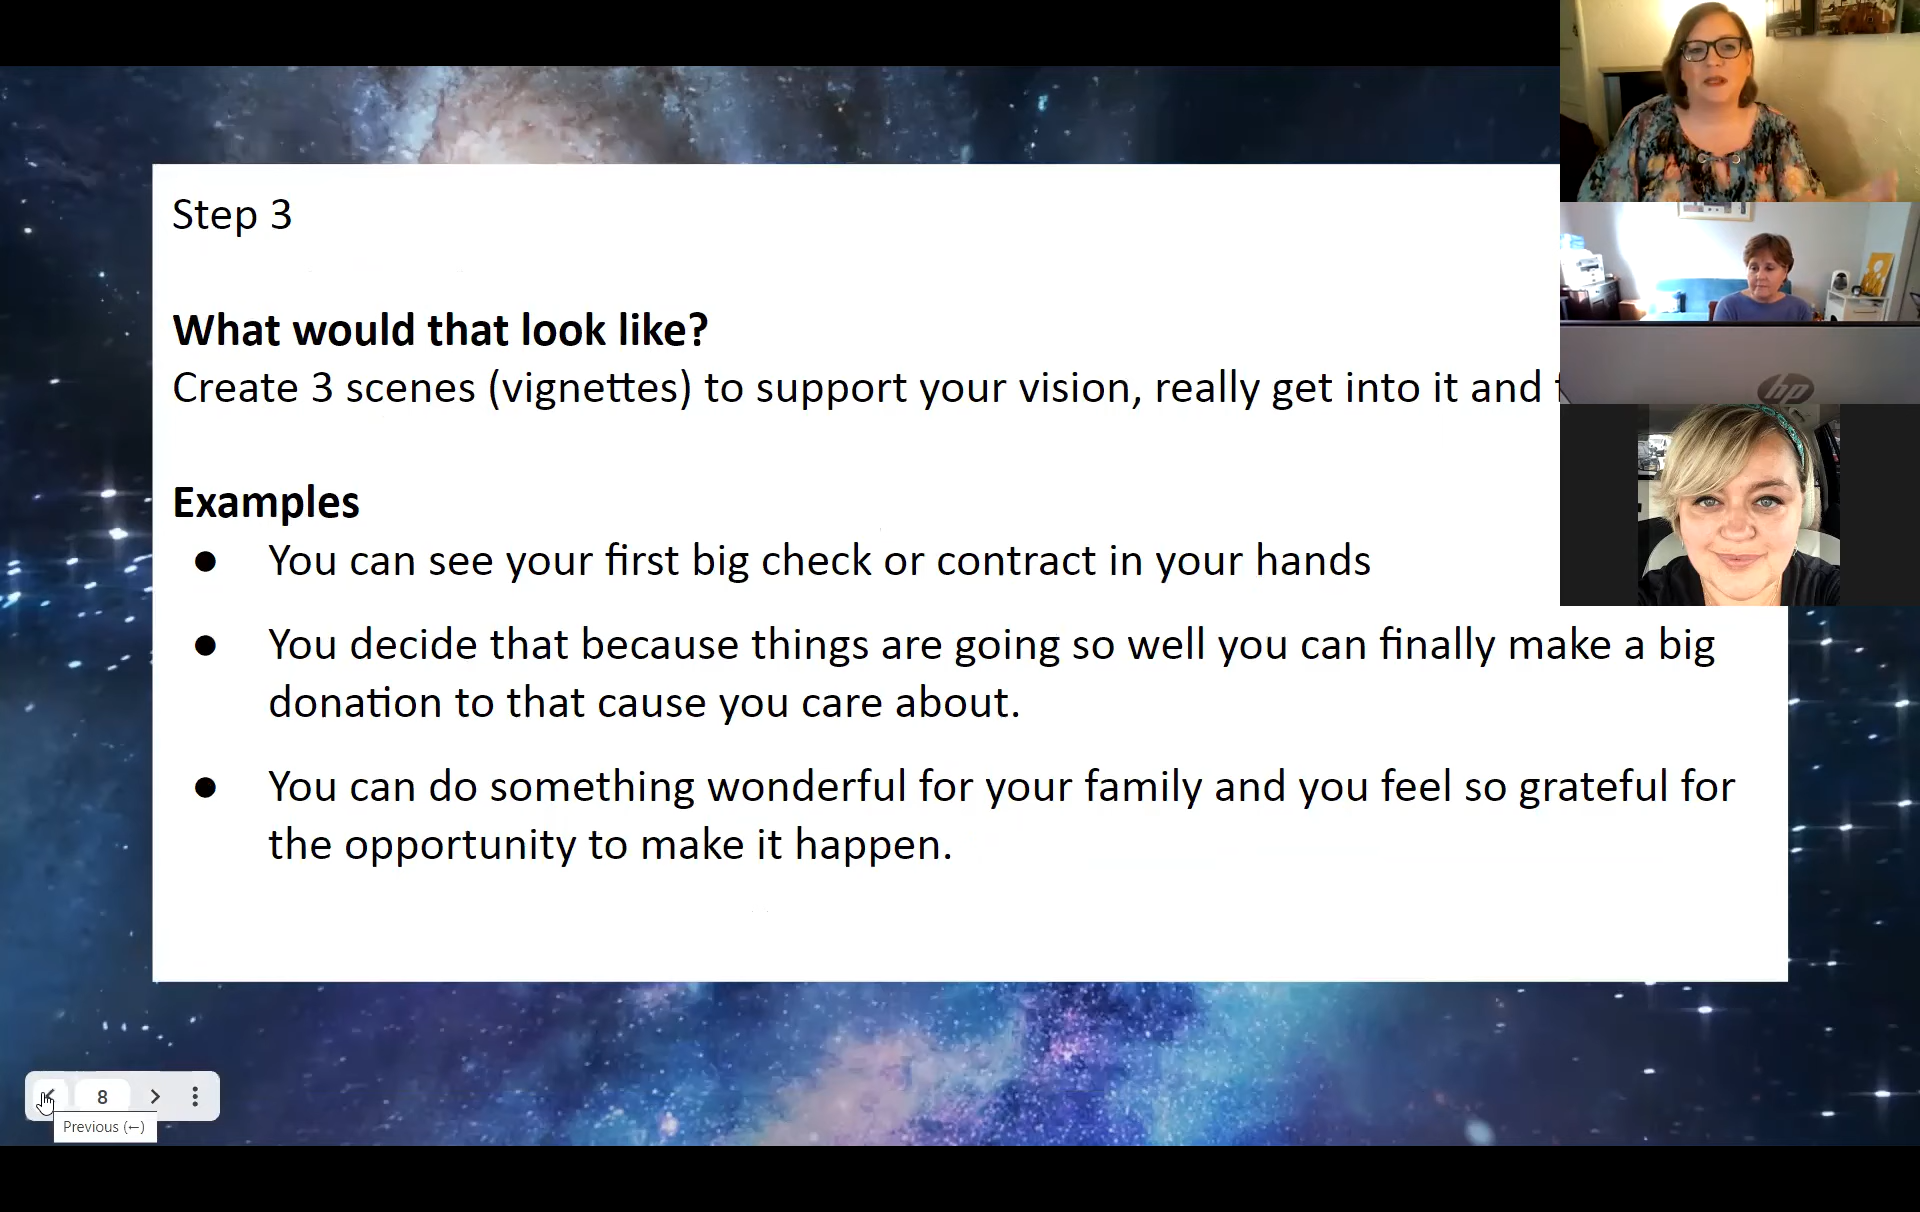 Step 3
What would that look like?
Create 3 scenes (vignettes) to support your vision, really get into it and
Examples
● You can see your first big check or contract in your hands
● You decide that because things are going so well you can finally make a big
donation to that cause you care about.
● You can do something wonderful for your family and you feel so grateful for
the opportunity to make it happen.
hp
8
Previous (←)